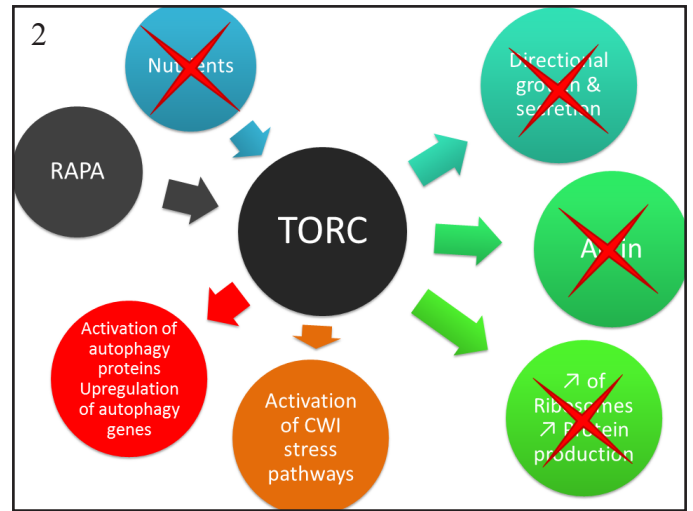 2
Nutrients
RAPA
TORC
Directional
growth &
secretion
↗ of
Ribosomes
↗ Protein
production
Activation of
autophagy
proteins
Upregulation
of autophagy
genes
Activation
of CWI
stress
pathways